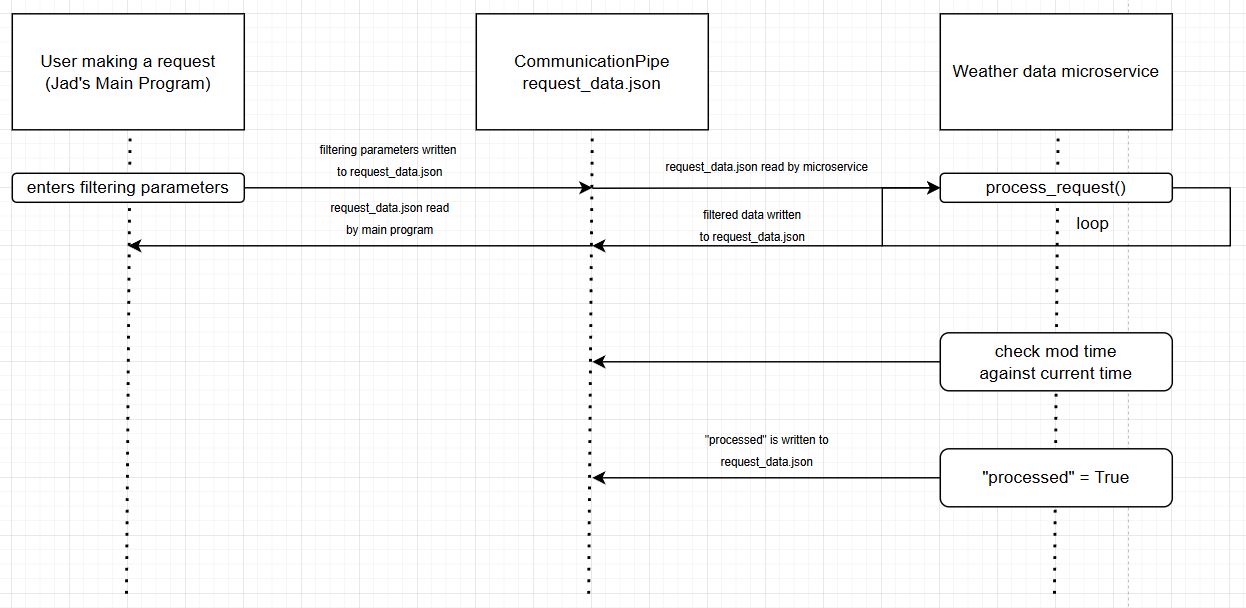 User making a request
(Jad's Main Program)
CommunicationPipe
request_data.json
Weather data microservice
filtering parameters written
to request_data.json
request_data.json read by microservice
enters filtering parameters
process_request()
request_data.json read
by main program
filtered data written
to request_data.json
loop
check mod time
against current time
"processed" is written to
request_data.json
"processed" = True